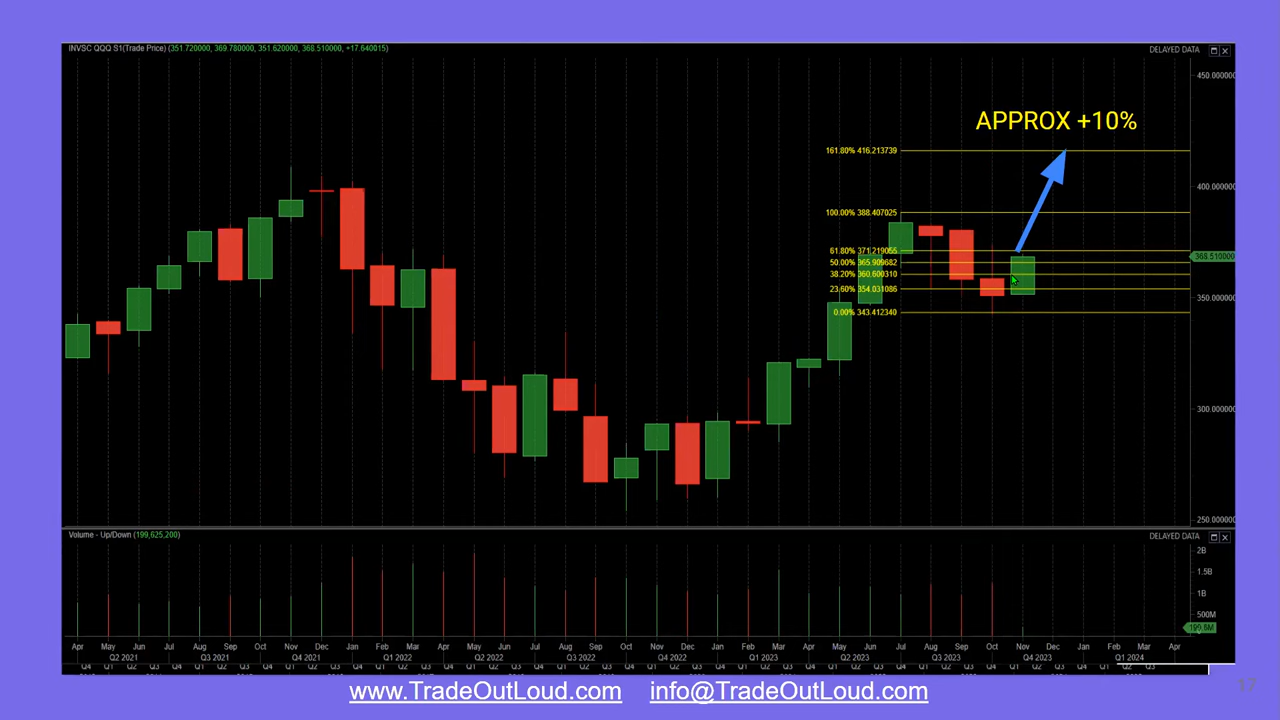 INVSC QQQ S1(Trade Price) (351.720000, 369.780000, 351.620000, 368.510000, +17.640015)
DELAYED DATA
450.000000
APPROX +10%
161.80% 416.213739
400.000000
100.00% 388.407025
61.80% 371.219055
368.510000
50.00% 365.909682
38.20% 360.600310
23.60% 354.031086
350.000000
0.00% 343.412340
300.000000
250.000000
Volume - Up/Down (199,625,200)
DELAYED DATA
2B
1.5B
1B
500M
199.6M
Apr May Jun Jul Aug Sep Oct Nov Dec Jan Feb Mar Apr May Jun Jul Aug Sep Oct Nov Dec Jan Feb Mar Apr May Jun Jul Aug Sep Oct Nov Dec Jan Feb Mar Apr
Q2 2021 Q3 2021 Q4 2021 Q1 2022 Q2 2022 Q3 2022 Q4 2022 Q1 2023 Q2 2023 Q3 2023 Q4 2023 Q1 2024
www.TradeOutLoud.com info@TradeOutLoud.com
17